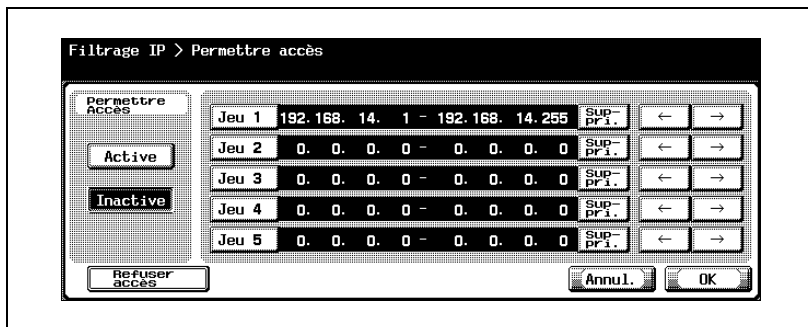 Filtrage IP > Permettre accès
Permettre
Accès
Active
Inactive
Jeu 1 192.168. 14. 1 - 192.168. 14.255 Sup-
pri. ← →
Jeu 2 0. 0. 0. 0 - 0. 0. 0. 0 Sup-
pri. ← →
Jeu 3 0. 0. 0. 0 - 0. 0. 0. 0 Sup-
pri. ← →
Jeu 4 0. 0. 0. 0 - 0. 0. 0. 0 Sup-
pri. ← →
Jeu 5 0. 0. 0. 0 - 0. 0. 0. 0 Sup-
pri. ← →
Refuser
accès
Annul. OK